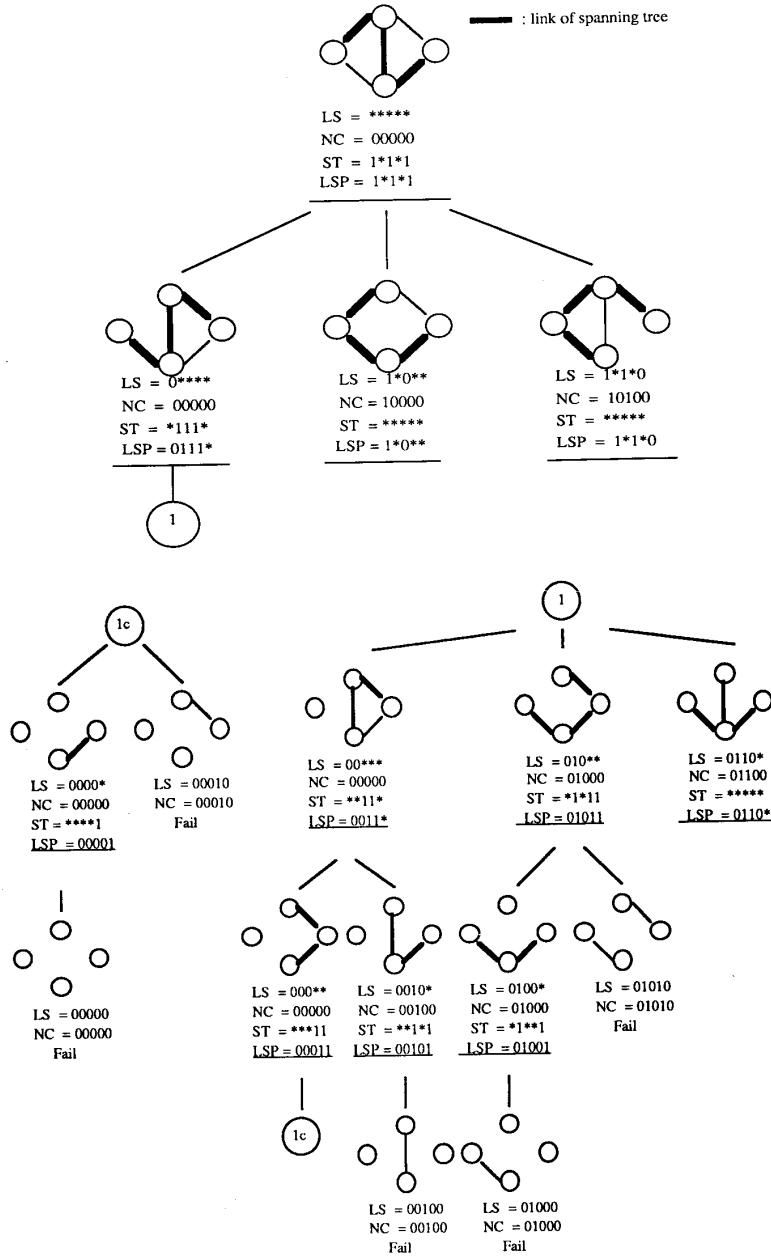 : link of spanning tree
LS = *****
NC = 00000
ST = 1*1*1
LSP = 1*1*1
LS = 0****
NC = 00000
ST = *111*
LSP = 0111*
LS = 1*0**
NC = 10000
ST = *****
LSP = 1*0**
LS = 1*1*0
NC = 10100
ST = *****
LSP = 1*1*0
1
1c
1
LS = 0000*
NC = 00000
ST = ****1
LSP = 00001
LS = 00010
NC = 00010
Fail
LS = 00***
NC = 00000
ST = **11*
LSP = 0011*
LS = 010**
NC = 01000
ST = *1*11
LSP = 01011
LS = 0110*
NC = 01100
ST = *****
LSP = 0110*
LS = 00000
NC = 00000
Fail
LS = 000**
NC = 00000
ST = ***11
LSP = 00011
LS = 0010*
NC = 00100
ST = **1*1
LSP = 00101
LS = 0100*
NC = 01000
ST = *1**1
LSP = 01001
LS = 01010
NC = 01010
Fail
1c
LS = 00100
NC = 00100
Fail
LS = 01000
NC = 01000
Fail